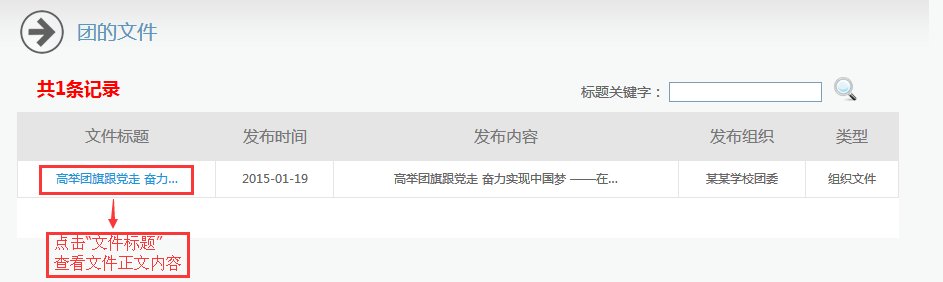 团的文件
共1条记录
标题关键字：
文件标题 发布时间 发布内容 发布组织 类型
高举团旗跟党走 奋力... 2015-01-19 高举团旗跟党走 奋力实现中国梦 ——在... 某某学校团委 组织文件
点击“文件标题”
查看文件正文内容